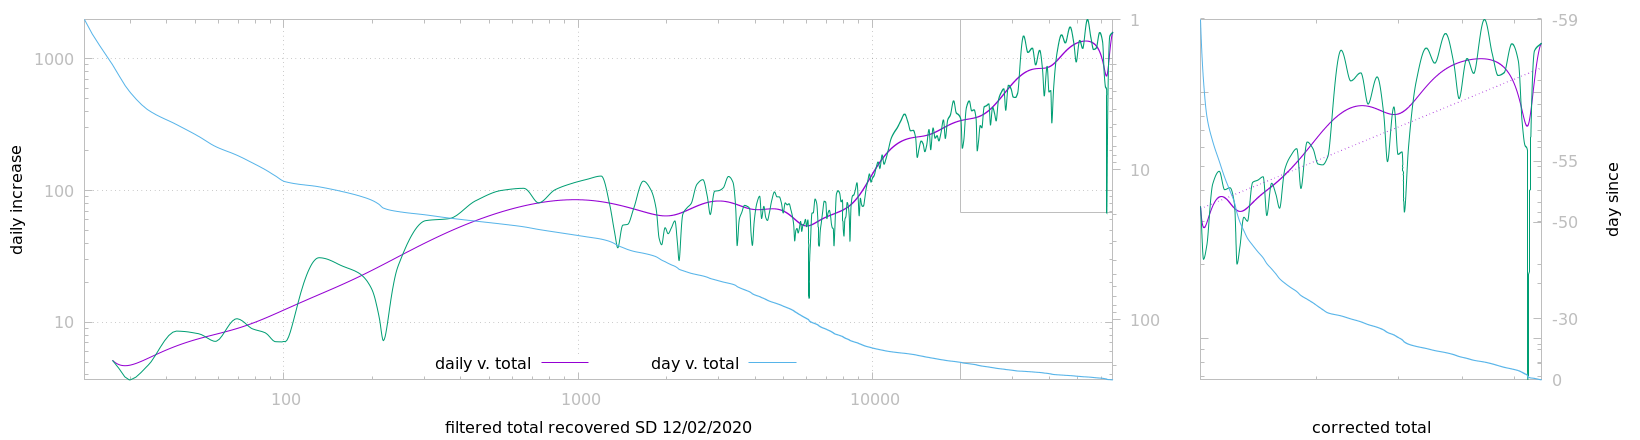 1000
100
10
daily increase
1
10
100
daily v. total
day v. total
100
1000
10000
filtered total recovered SD 12/02/2020
-59
-55
-50
-30
0
day since
corrected total